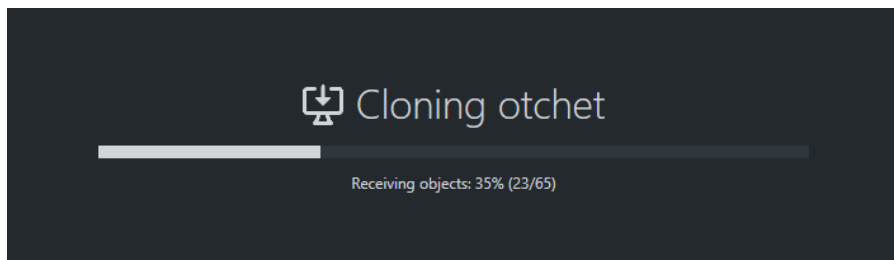 Cloning otchet
Receiving objects: 35% (23/65)